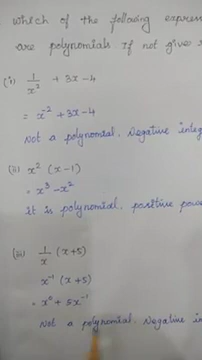 which of the following express
are polynomials. If not give r
(i) 1/x² + 3x - 4
= x⁻² + 3x - 4
Not a polynomial. Negative integ
(ii) x² (x - 1)
= x³ - x²
it is polynomial, positive powe
(iii) 1/x (x + 5)
x⁻¹ (x + 5)
= x⁰ + 5x⁻¹
Not a polynomial. Negative in